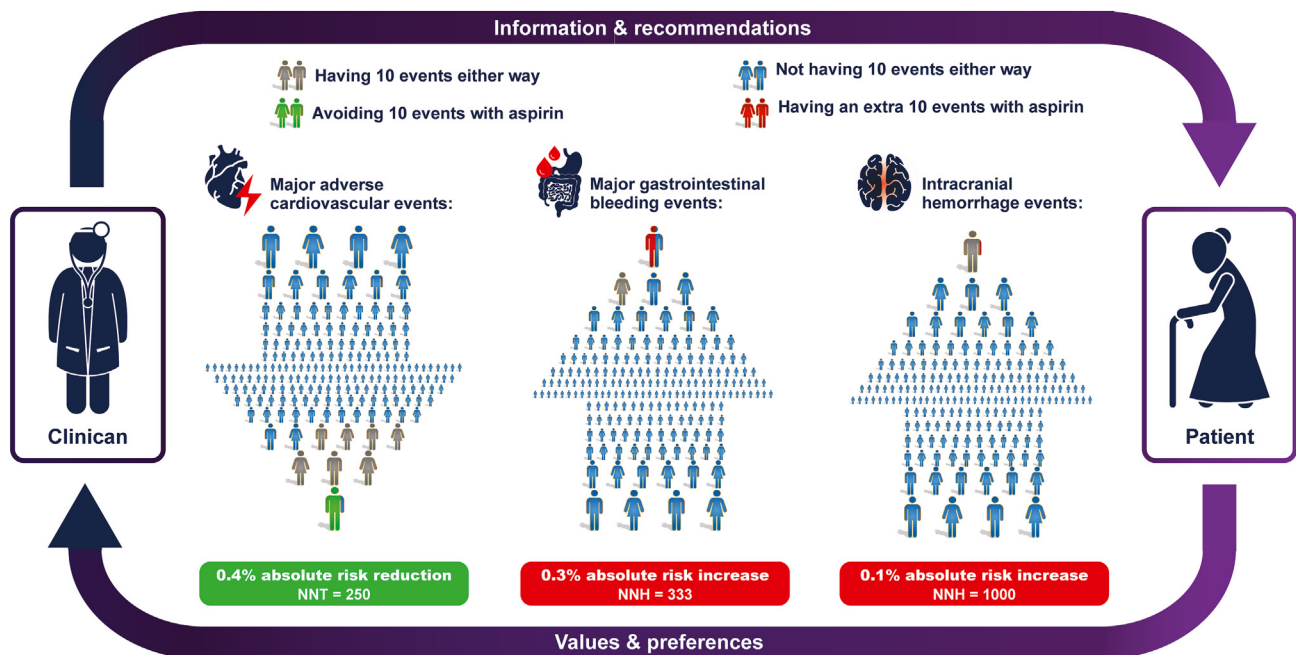 Information & recommendations
Having 10 events either way
Not having 10 events either way
Avoiding 10 events with aspirin
Having an extra 10 events with aspirin
Major adverse
cardiovascular events:
Major gastrointestinal
bleeding events:
Intracranial
hemorrhage events:
Clinican
Patient
0.4% absolute risk reduction
NNT = 250
0.3% absolute risk increase
NNH = 333
0.1% absolute risk increase
NNH = 1000
Values & preferences